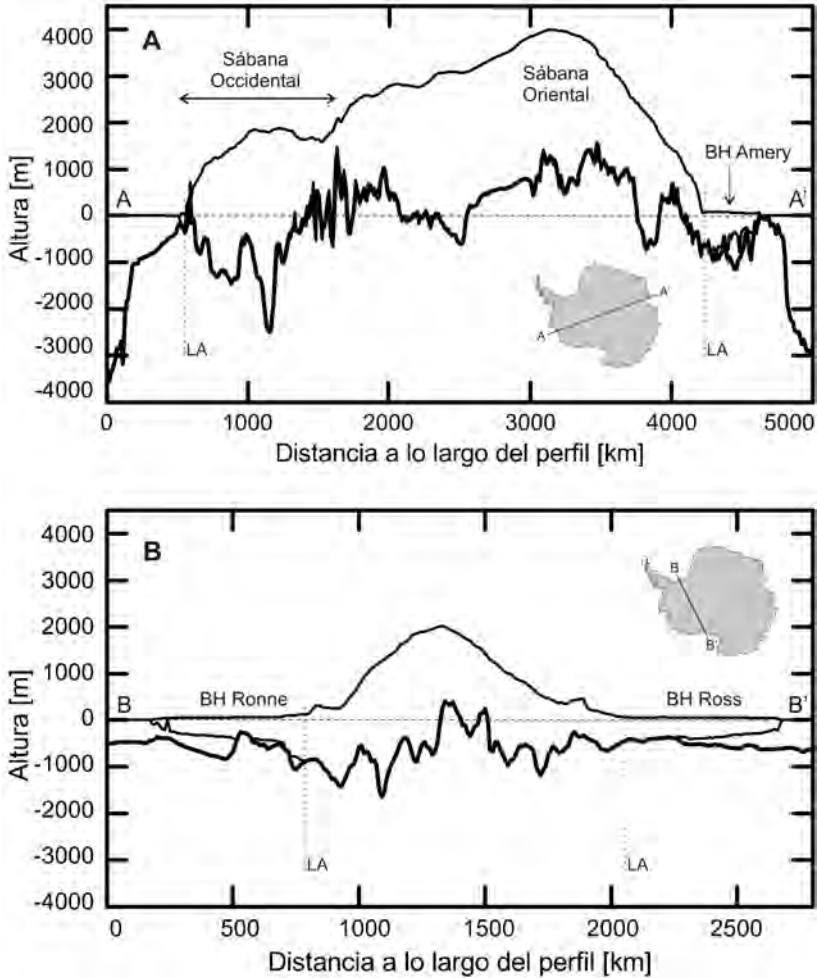 A
4000
3000
2000
1000
0
-1000
-2000
-3000
-4000
Altura [m]
Sábana
Occidental
Sábana
Oriental
BH Amery
A
A'
A
A'
LA
LA
0
1000
2000
3000
4000
5000
Distancia a lo largo del perfil [km]
B
4000
3000
2000
1000
0
-1000
-2000
-3000
-4000
Altura [m]
B
B'
B
BH Ronne
BH Ross
B'
LA
LA
0
500
1000
1500
2000
2500
Distancia a lo largo del perfil [km]